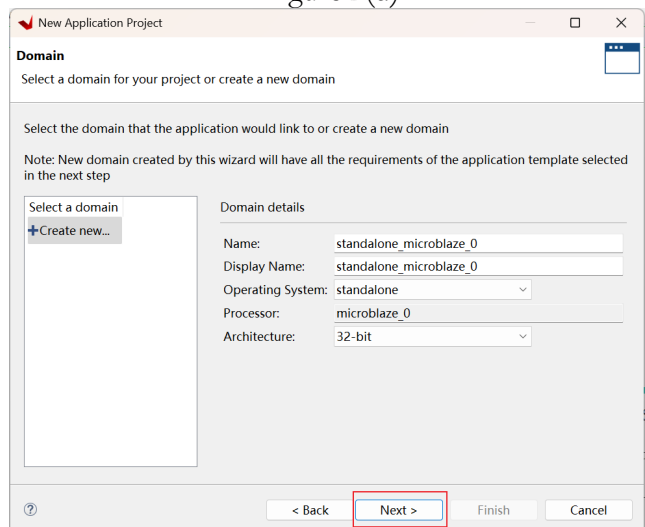 New Application Project
Domain
Select a domain for your project or create a new domain
Select the domain that the application would link to or create a new domain
Note: New domain created by this wizard will have all the requirements of the application template selected
in the next step
Select a domain
Create new...
Domain details
Name: standalone_microblaze_0
Display Name: standalone_microblaze_0
Operating System: standalone
Processor: microblaze_0
Architecture: 32-bit
< Back Next > Finish Cancel